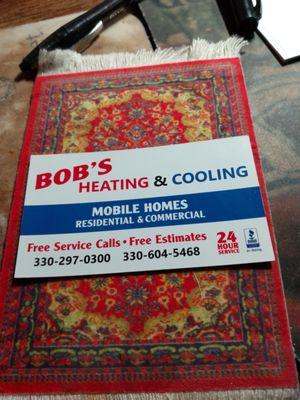 BOB'S
HEATING & COOLING
MOBILE HOMES
RESIDENTIAL & COMMERCIAL
Free Service Calls • Free Estimates
330-297-0300 330-604-5468
24
HOUR
SERVICE